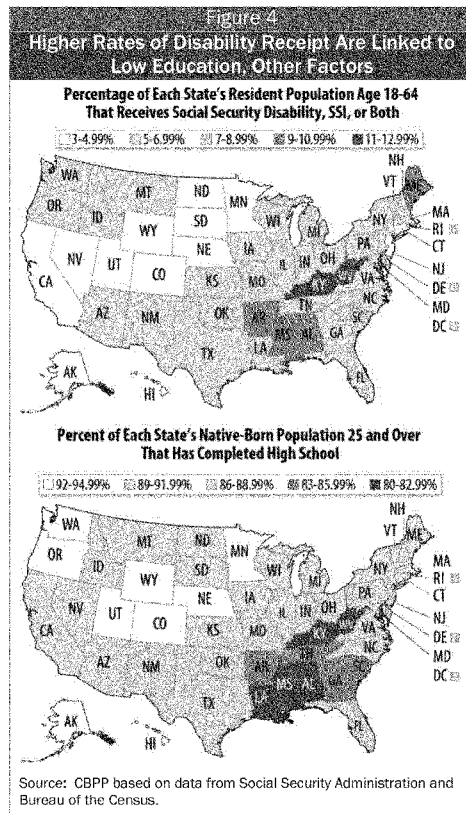 Figure 4
Higher Rates of Disability Receipt Are Linked to
Low Education, Other Factors
Percentage of Each State's Resident Population Age 18-64
That Receives Social Security Disability, SSI, or Both
3-4.99% 5-6.99% 7-8.99% 9-10.99% 11-12.99%
NH
WA MT ND MN VT ME
OR ID SD WI MI NY MA
WY RI
NE IA PA CT
NV UT IL IN OH NJ
CA CO KS MO KY VA DE
NC MD
AZ NM OK AR TN SC DC
MS AL GA
TX LA
AK HI FL
Percent of Each State's Native-Born Population 25 and Over
That Has Completed High School
92-94.99% 89-91.99% 86-88.99% 83-85.99% 80-82.99%
NH
WA MT ND MN VT ME
OR ID SD WI MI NY MA
WY RI
NE IA PA CT
NV UT IL IN OH NJ
CA CO KS MO KY VA DE
NC MD
AZ NM OK AR DC
MS AL GA
TX LA
AK HI FL
Source: CBPP based on data from Social Security Administration and
Bureau of the Census.